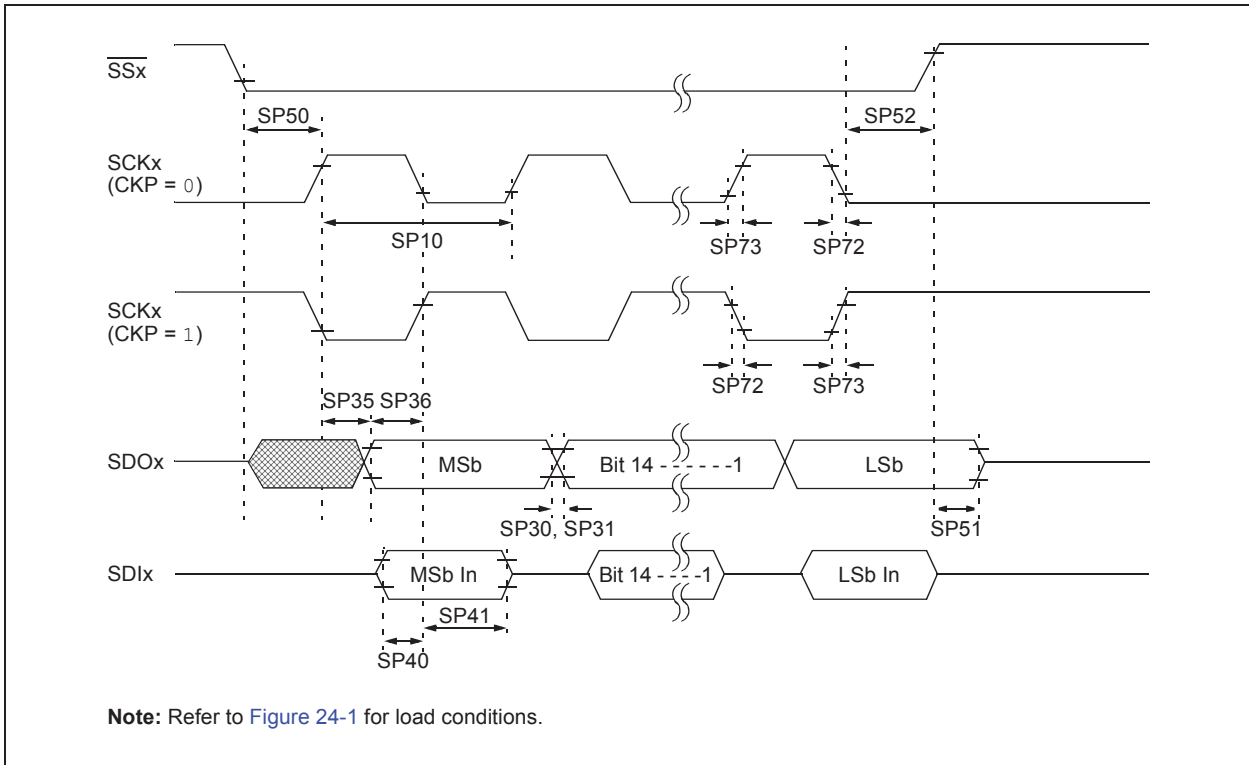 SSx
SP50
SP52
SCKx
(CKP = 0)
SP10
SP73
SP72
SCKx
(CKP = 1)
SP72
SP73
SP35 SP36
SDOx
MSb
Bit 14 - - - - - -1
LSb
SP30, SP31
SP51
SDIx
MSb In
Bit 14 - - - - -1
LSb In
SP41
SP40
Note: Refer to Figure 24-1 for load conditions.